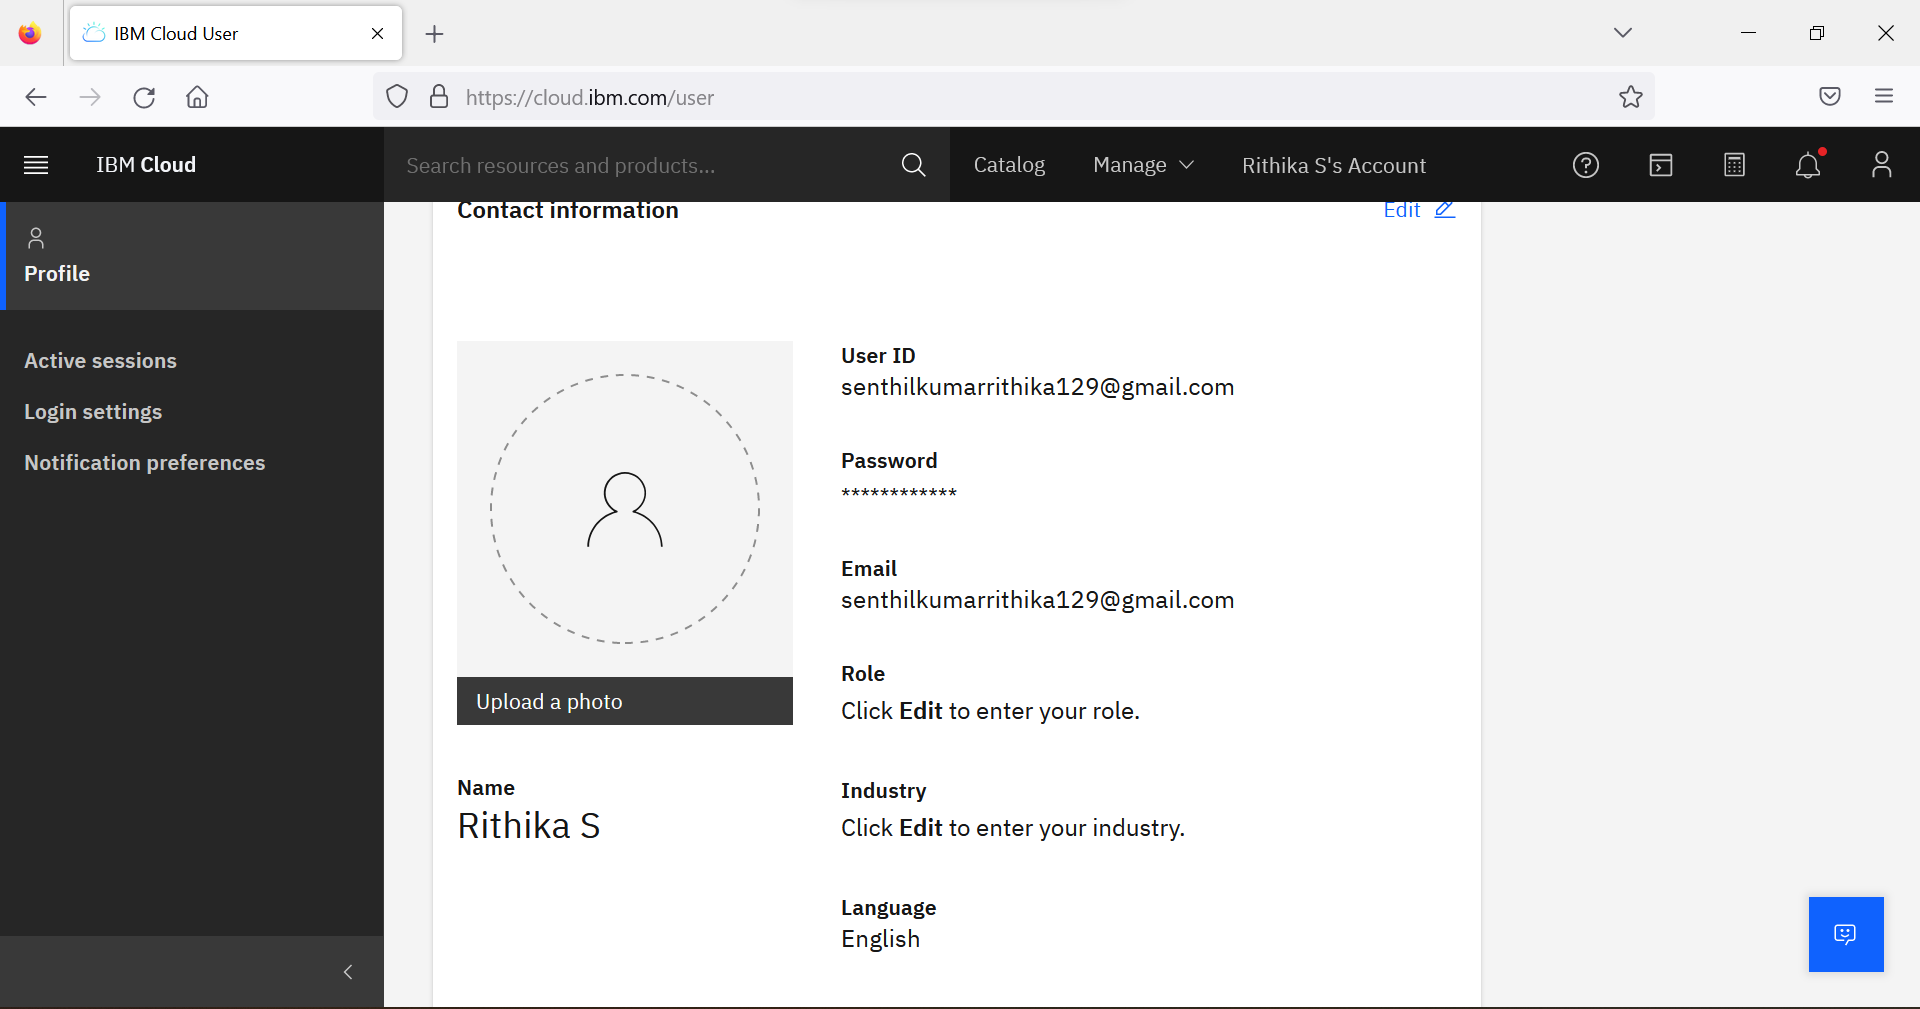 IBM Cloud User
https://cloud.ibm.com/user
IBM Cloud
Search resources and products...
Catalog
Manage
Rithika S's Account
Profile
Active sessions
Login settings
Notification preferences
Contact information
Edit
Upload a photo
Name
Rithika S
User ID
senthilkumarrithika129@gmail.com
Password
************
Email
senthilkumarrithika129@gmail.com
Role
Click Edit to enter your role.
Industry
Click Edit to enter your industry.
Language
English